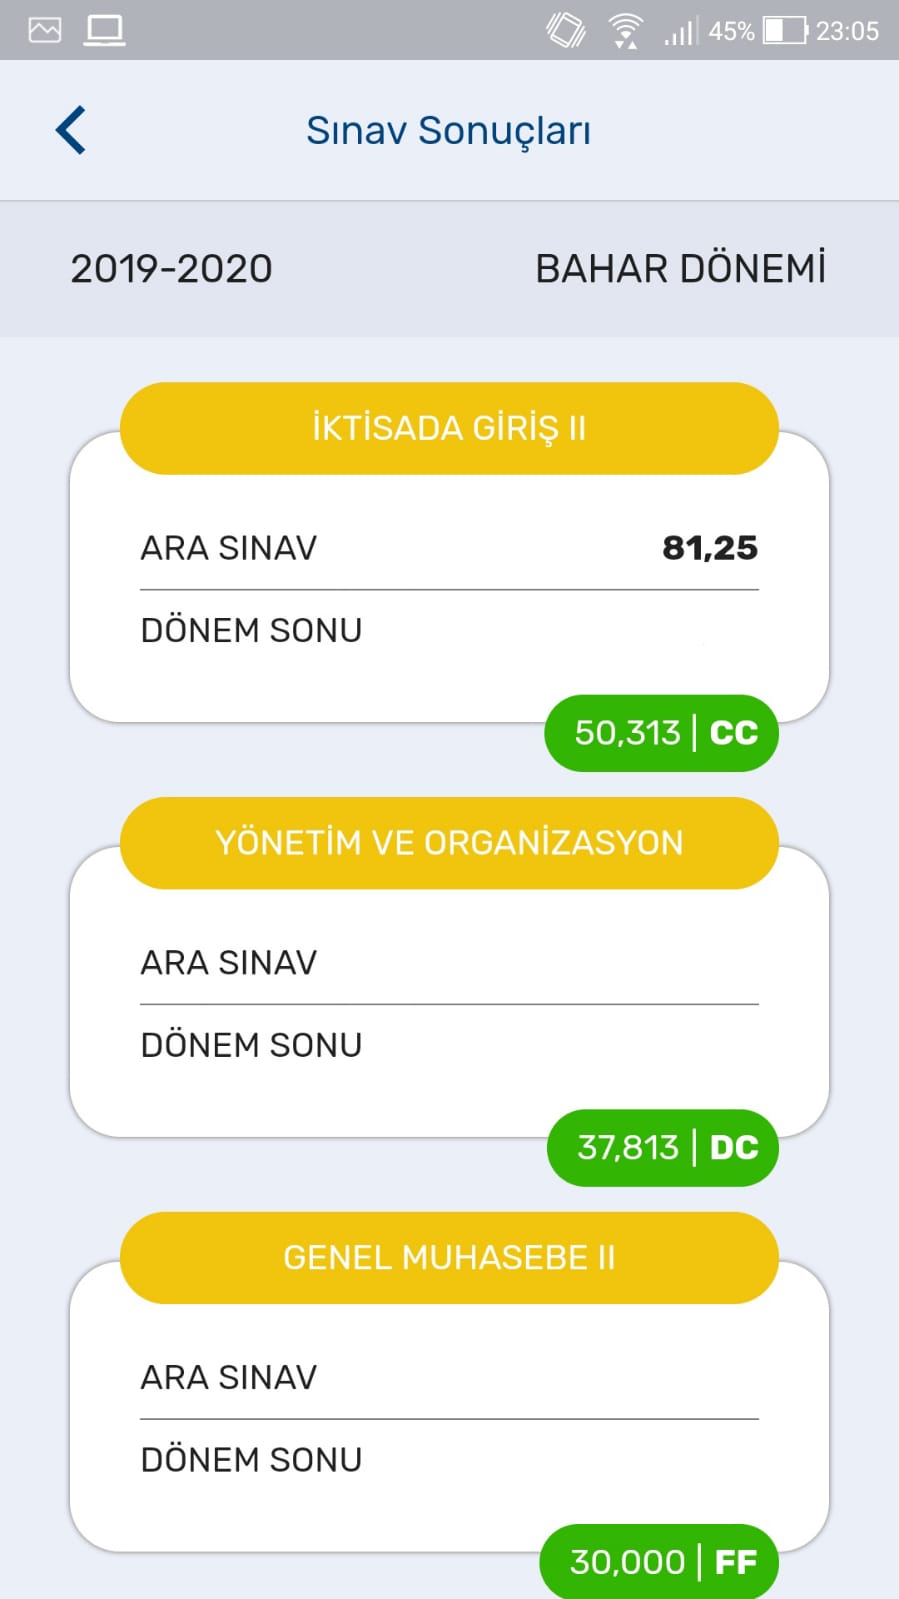 45% 23:05
Sınav Sonuçları
2019-2020 BAHAR DÖNEMİ
İKTİSADA GİRİŞ II
ARA SINAV 81,25
DÖNEM SONU
50,313 | CC
YÖNETİM VE ORGANİZASYON
ARA SINAV
DÖNEM SONU
37,813 | DC
GENEL MUHASEBE II
ARA SINAV
DÖNEM SONU
30,000 | FF